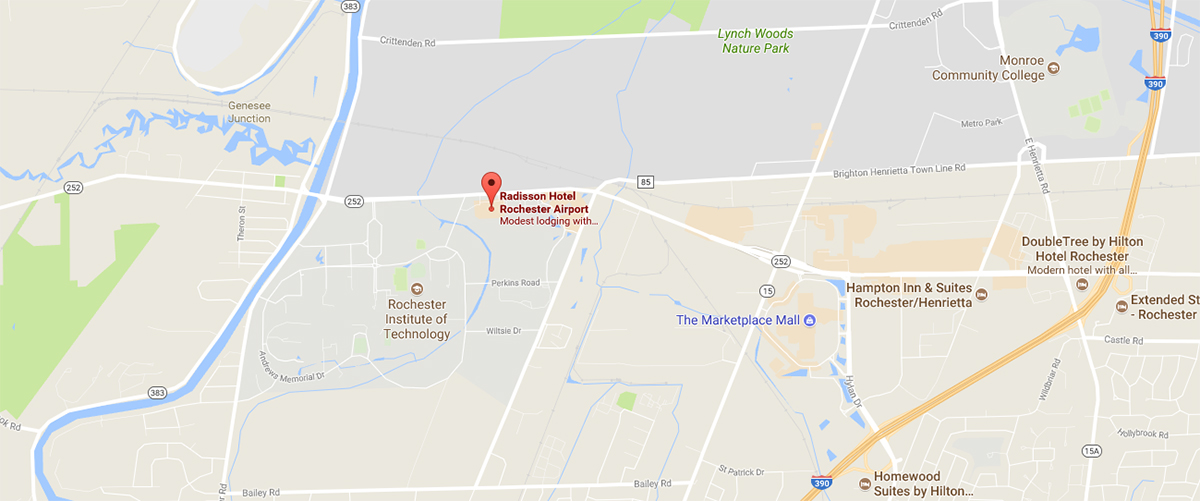 383
Crittenden Rd
Lynch Woods
Nature Park
Crittenden Rd
390
390
Monroe
Community College
Genesee
Junction
Metro Park
E Henrietta Rd
Brighton Henrietta Town Line Rd
252
252
85
Radisson Hotel
Rochester Airport
Modest lodging with...
Theron St
252
DoubleTree by Hilton
Hotel Rochester
Modern hotel with all...
Perkins Road
15
Hampton Inn & Suites
Rochester/Henrietta
Extended St
- Rochester
Rochester
Institute of
Technology
The Marketplace Mall
Wiltsie Dr
Castle Rd
Andrews Memorial Dr
383
Hylan Dr
Wildbriar Rd
ok Rd
Hollybrook Rd
15A
St Patrick Dr
390
Homewood
Suites by Hilton...
Bailey Rd
er Rd
Bailey Rd